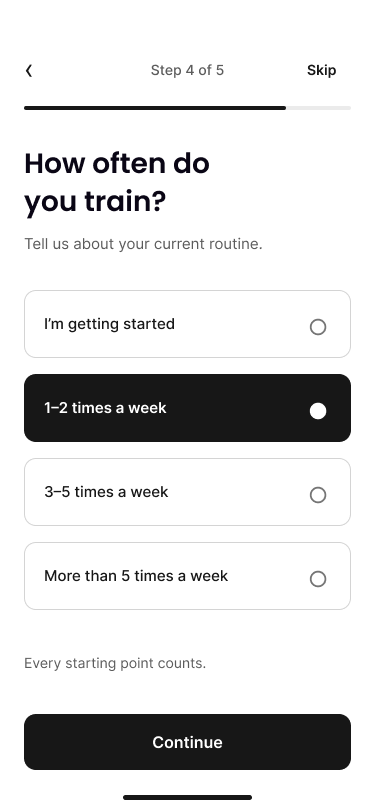 Step 4 of 5
Skip
How often do
you train?
Tell us about your current routine.
I’m getting started
1–2 times a week
3–5 times a week
More than 5 times a week
Every starting point counts.
Continue